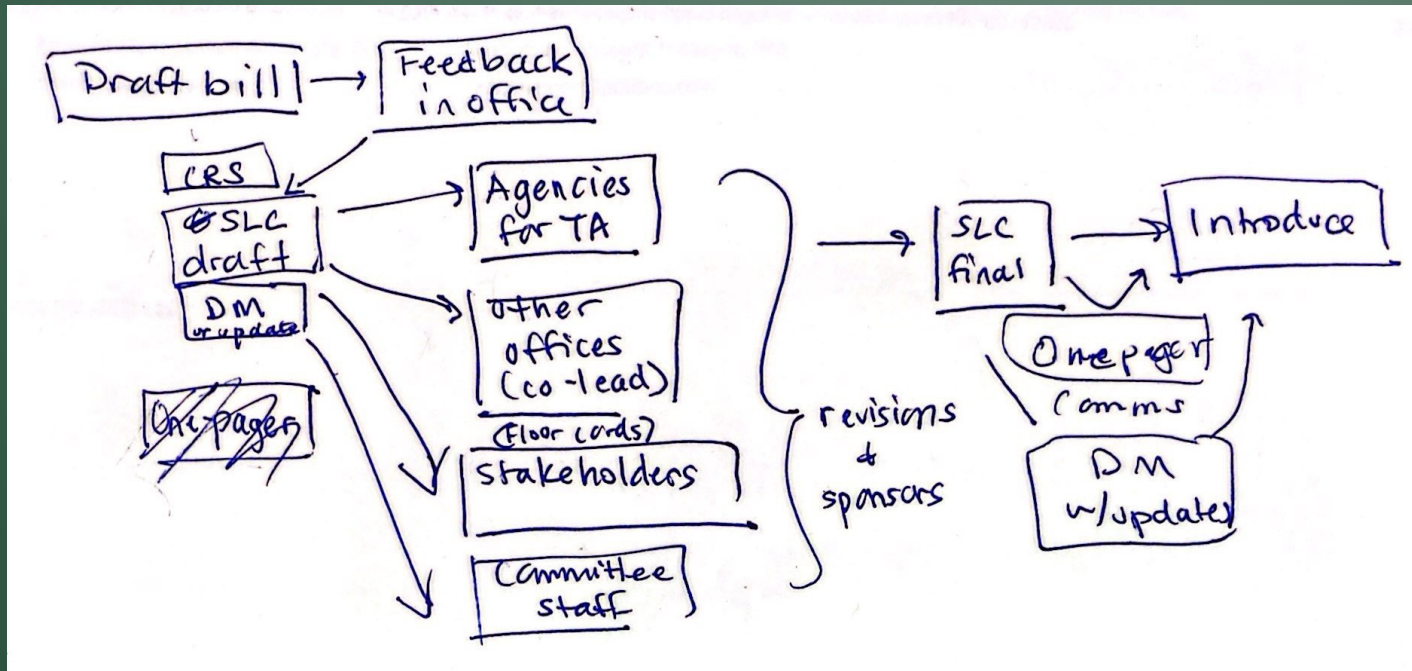 Draft bill
Feedback
in office
CRS
SLC
draft
DM
or update
One-pager
Agencies
for TA
other
offices
(co-lead)
(Floor cards)
stakeholders
Committee
staff
revisions
&
sponsors
SLC
final
Introduce
One pager
Comms
DM
w/updates